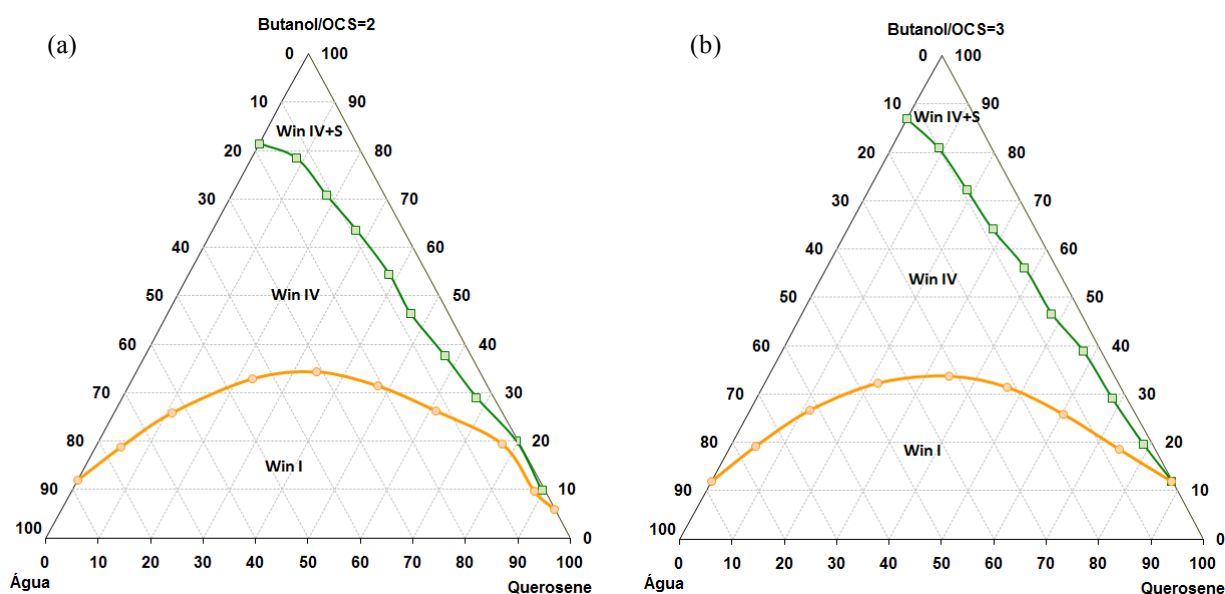 (a)
Butanol/OCS=2
0 100
10 90
Win IV+S
20 80
30 70
40 60
Win IV
50 50
60 40
70 30
80 20
Win I
90 10
100 0
0 10 20 30 40 50 60 70 80 90 100
Água Querosene
(b)
Butanol/OCS=3
0 100
10 90
Win IV+S
20 80
30 70
40 60
Win IV
50 50
60 40
70 30
80 20
Win I
90 10
100 0
0 10 20 30 40 50 60 70 80 90 100
Água Querosene